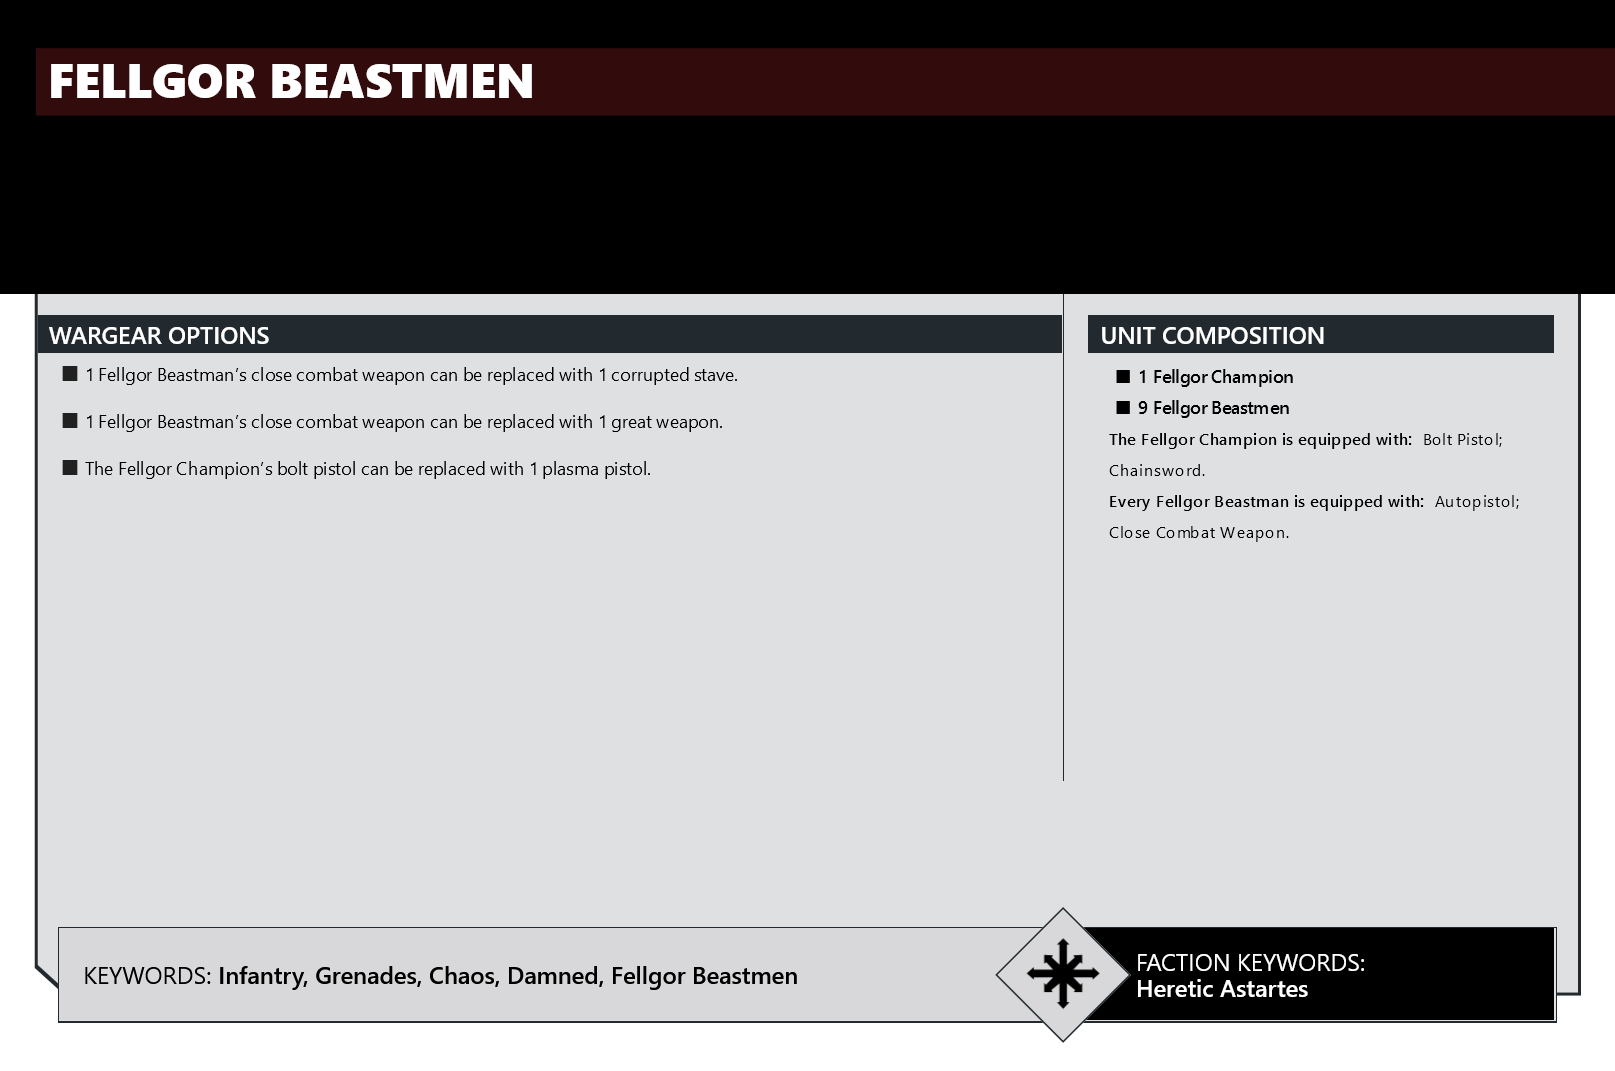 FELLGOR BEASTMEN
WARGEAR OPTIONS
■ 1 Fellgor Beastman’s close combat weapon can be replaced with 1 corrupted stave.
■ 1 Fellgor Beastman’s close combat weapon can be replaced with 1 great weapon.
■ The Fellgor Champion’s bolt pistol can be replaced with 1 plasma pistol.
UNIT COMPOSITION
■ 1 Fellgor Champion
■ 9 Fellgor Beastmen
The Fellgor Champion is equipped with: Bolt Pistol;
Chainsword.
Every Fellgor Beastman is equipped with: Autopistol;
Close Combat Weapon.
KEYWORDS: Infantry, Grenades, Chaos, Damned, Fellgor Beastmen
FACTION KEYWORDS:
Heretic Astartes